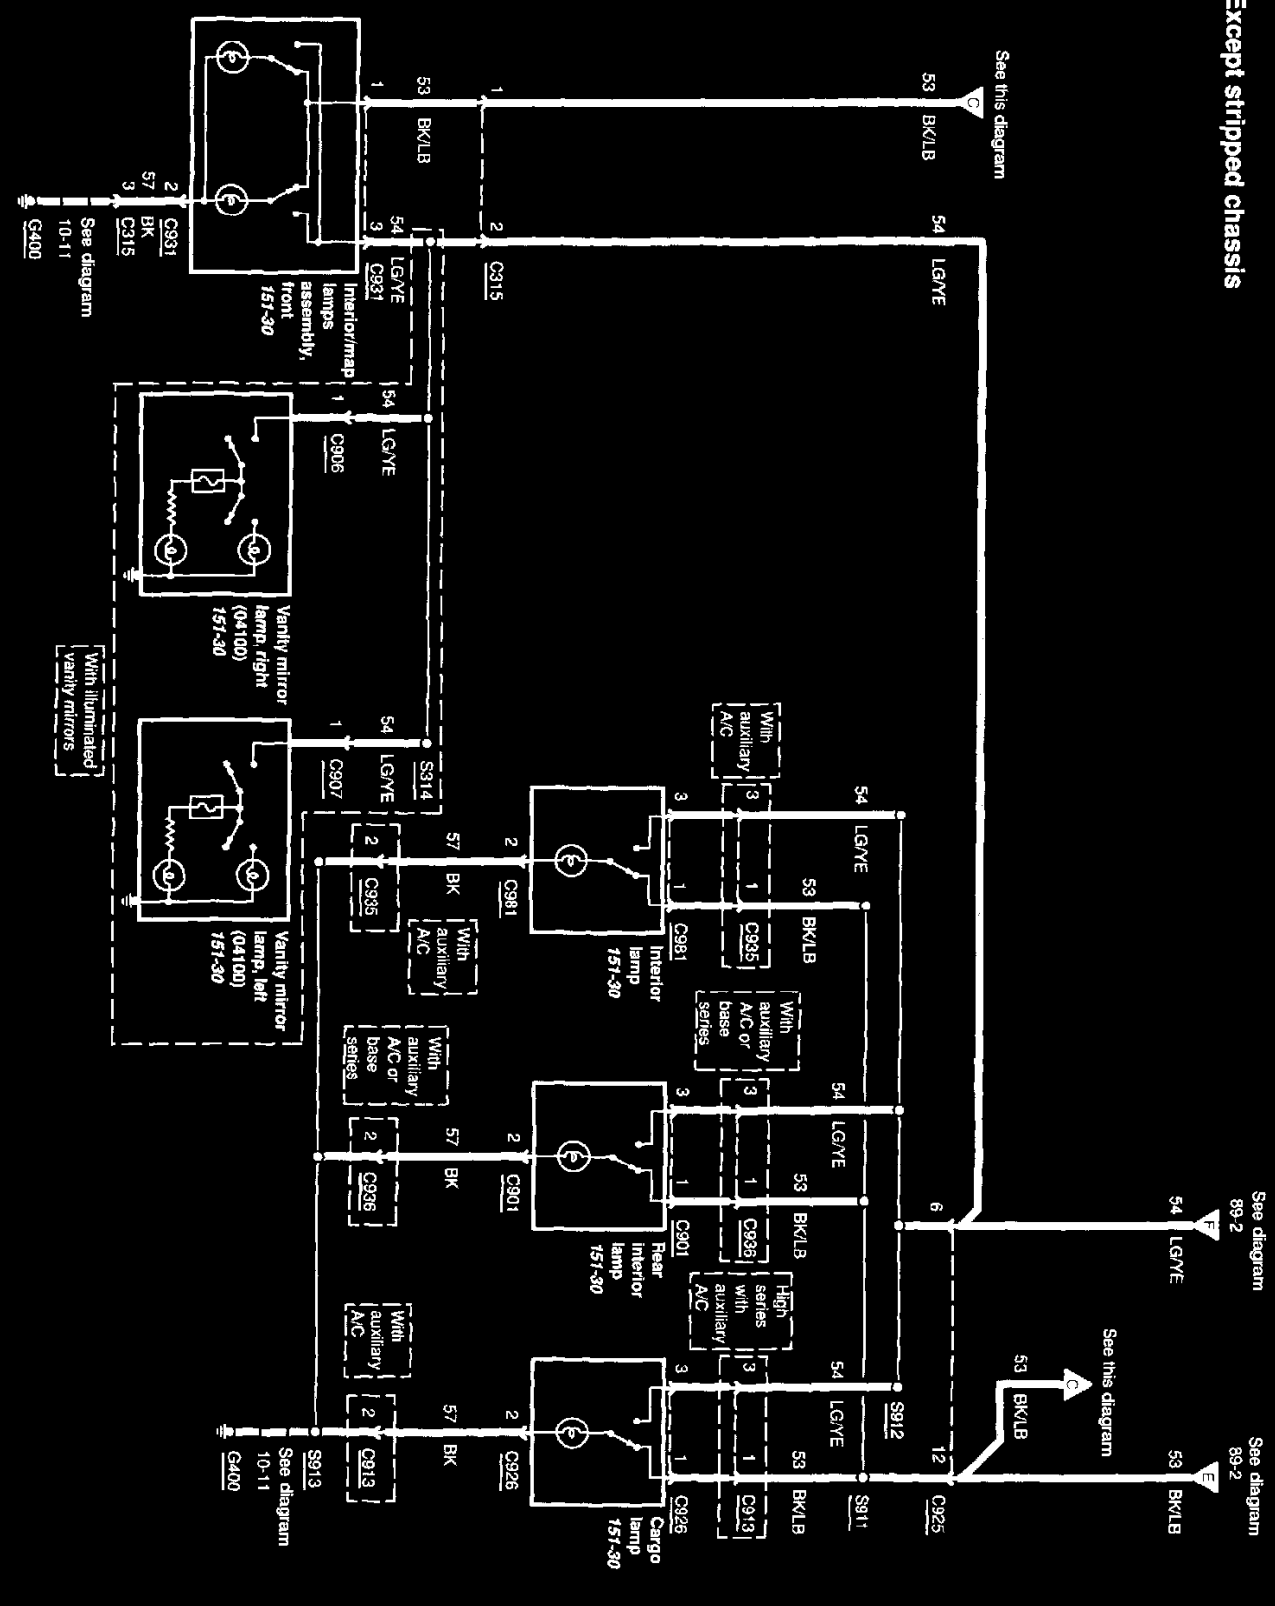 Except stripped chassis
See this diagram
C
53 BK/LB
1
53 BK/LB
1
54 LG/YE
2 C315
54 LG/YE
3 C931
Interior/map
lamps
assembly,
front
151-30
2 C931
57 BK
3 C315
See diagram
10-11
G400
54 LG/YE
1 C906
Vanity mirror
lamp, right
(04100)
151-30
54 LG/YE
S314
1 C907
Vanity mirror
lamp, left
(04100)
151-30
With illuminated
vanity mirrors
See diagram
89-2
F
54 LG/YE
6
See diagram
89-2
E
53 BK/LB
See this diagram
C
53 BK/LB
12 C925
S911
S912
54 LG/YE
53 BK/LB
With
auxiliary
A/C
3
1 C935
3
1 C981
Interior
lamp
151-30
2 C981
57 BK
With
auxiliary
A/C
2 C935
54 LG/YE
53 BK/LB
With
auxiliary
A/C or
base
series
3
1 C936
3
1 C901
Rear
interior
lamp
151-30
2 C901
57 BK
With
auxiliary
A/C or
base
series
2 C936
54 LG/YE
53 BK/LB
High
series
with
auxiliary
A/C
3
1 C913
3
1 C926
Cargo
lamp
151-30
2 C926
57 BK
With
auxiliary
A/C
2 C913
S913
See diagram
10-11
G400